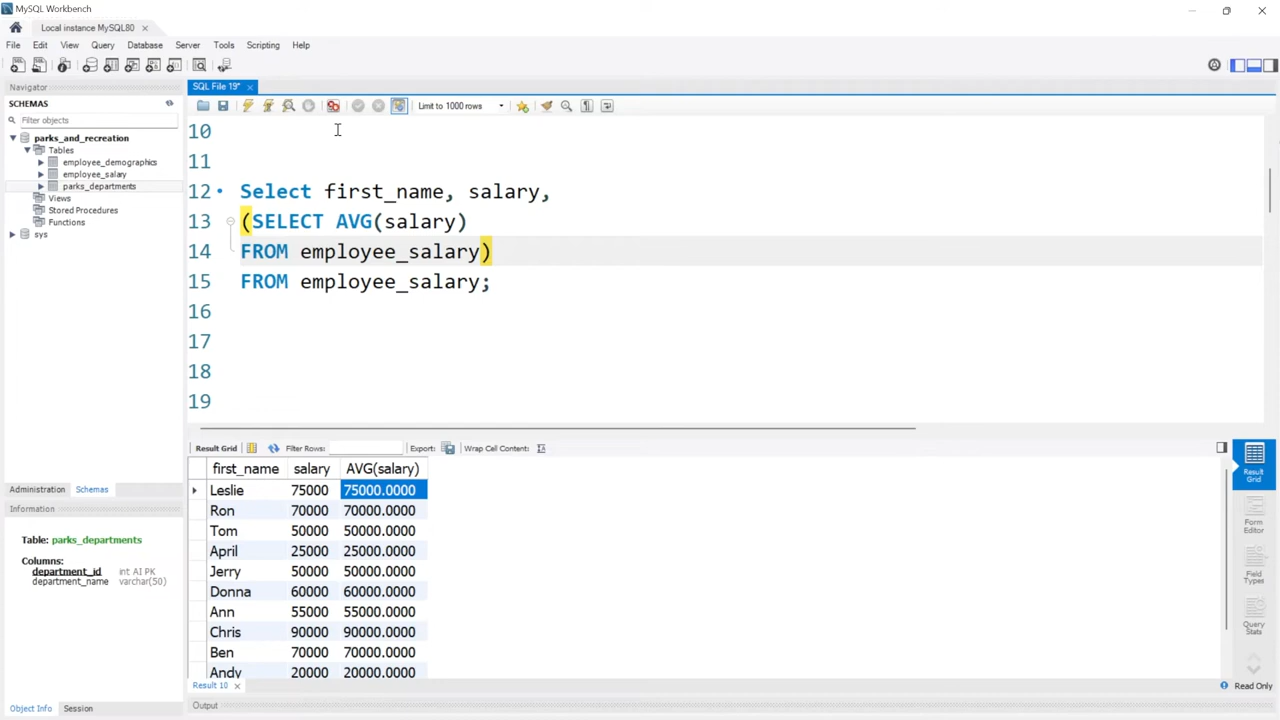 MySQL Workbench
Local instance MySQL80
File Edit View Query Database Server Tools Scripting Help
Navigator
SCHEMAS
Filter objects
parks_and_recreation
Tables
employee_demographics
employee_salary
parks_departments
Views
Stored Procedures
Functions
sys
Administration Schemas
Information
Table: parks_departments
Columns:
department_id int AI PK
department_name varchar(50)
Object Info Session
SQL File 19*
Limit to 1000 rows
10
11
12 Select first_name, salary,
13 (SELECT AVG(salary)
14 FROM employee_salary)
15 FROM employee_salary;
16
17
18
19
Result Grid Filter Rows: Export: Wrap Cell Content:
first_name salary AVG(salary)
Leslie 75000 75000.0000
Ron 70000 70000.0000
Tom 50000 50000.0000
April 25000 25000.0000
Jerry 50000 50000.0000
Donna 60000 60000.0000
Ann 55000 55000.0000
Chris 90000 90000.0000
Ben 70000 70000.0000
Andy 20000 20000.0000
Result 10
Output
Result
Grid
Form
Editor
Field
Types
Query
Stats
Read Only